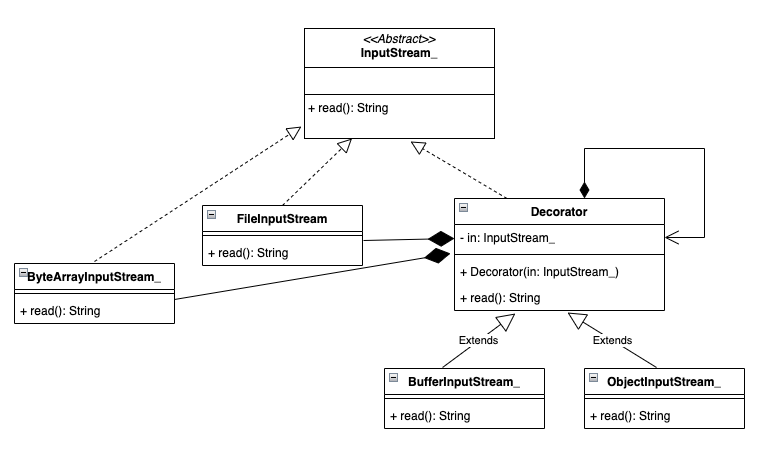 <<Abstract>>
InputStream_
+ read(): String
FileInputStream
+ read(): String
Decorator
- in: InputStream_
+ Decorator(in: InputStream_)
+ read(): String
ByteArrayInputStream_
+ read(): String
Extends
Extends
BufferInputStream_
+ read(): String
ObjectInputStream_
+ read(): String